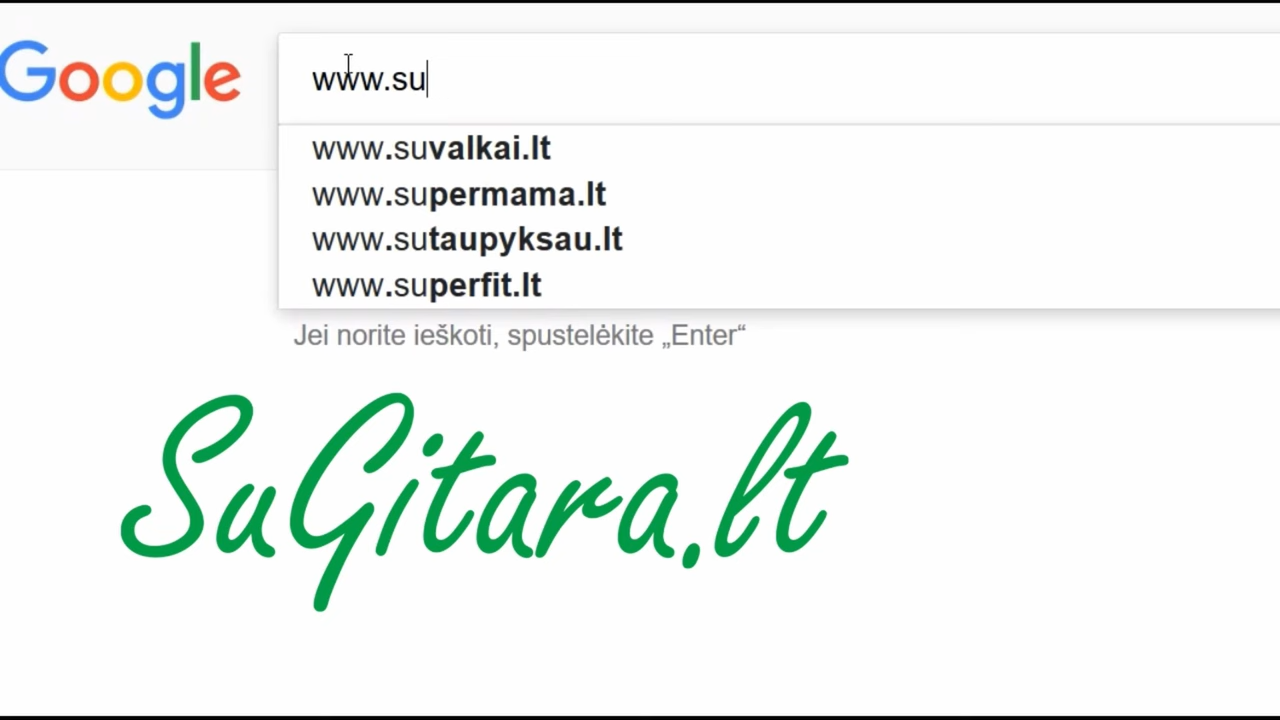 Google
www.su
www.suvalkai.lt
www.supermama.lt
www.sutaupyksau.lt
www.superfit.lt
Jei norite ieškoti, spustelėkite „Enter“
SuGitara.lt